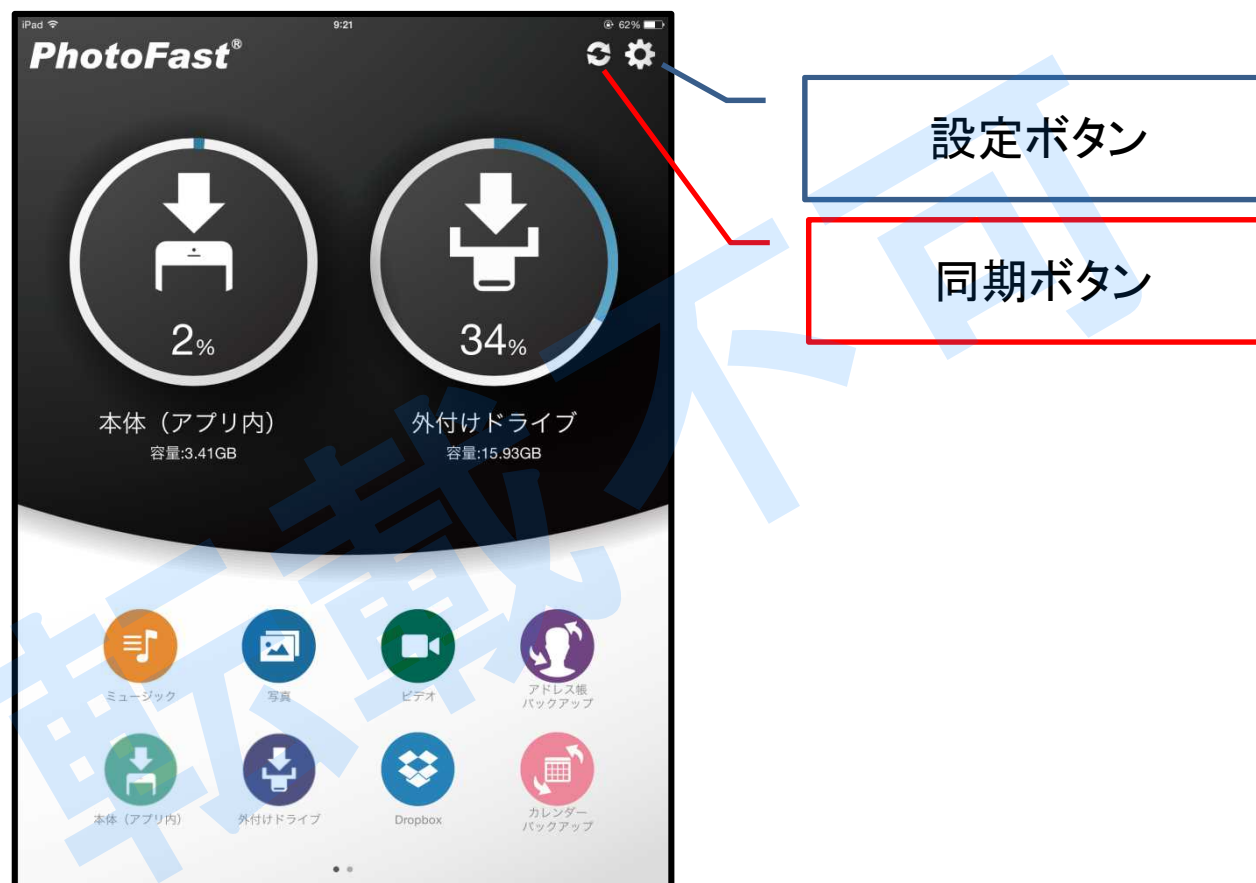 iPad 9:21 62%
PhotoFast®
設定ボタン
同期ボタン
2% 34%
本体（アプリ内） 外付けドライブ
容量:3.41GB 容量:15.93GB
ミュージック 写真 ビデオ アドレス帳
バックアップ
本体（アプリ内） 外付けドライブ Dropbox カレンダー
バックアップ
転載不可